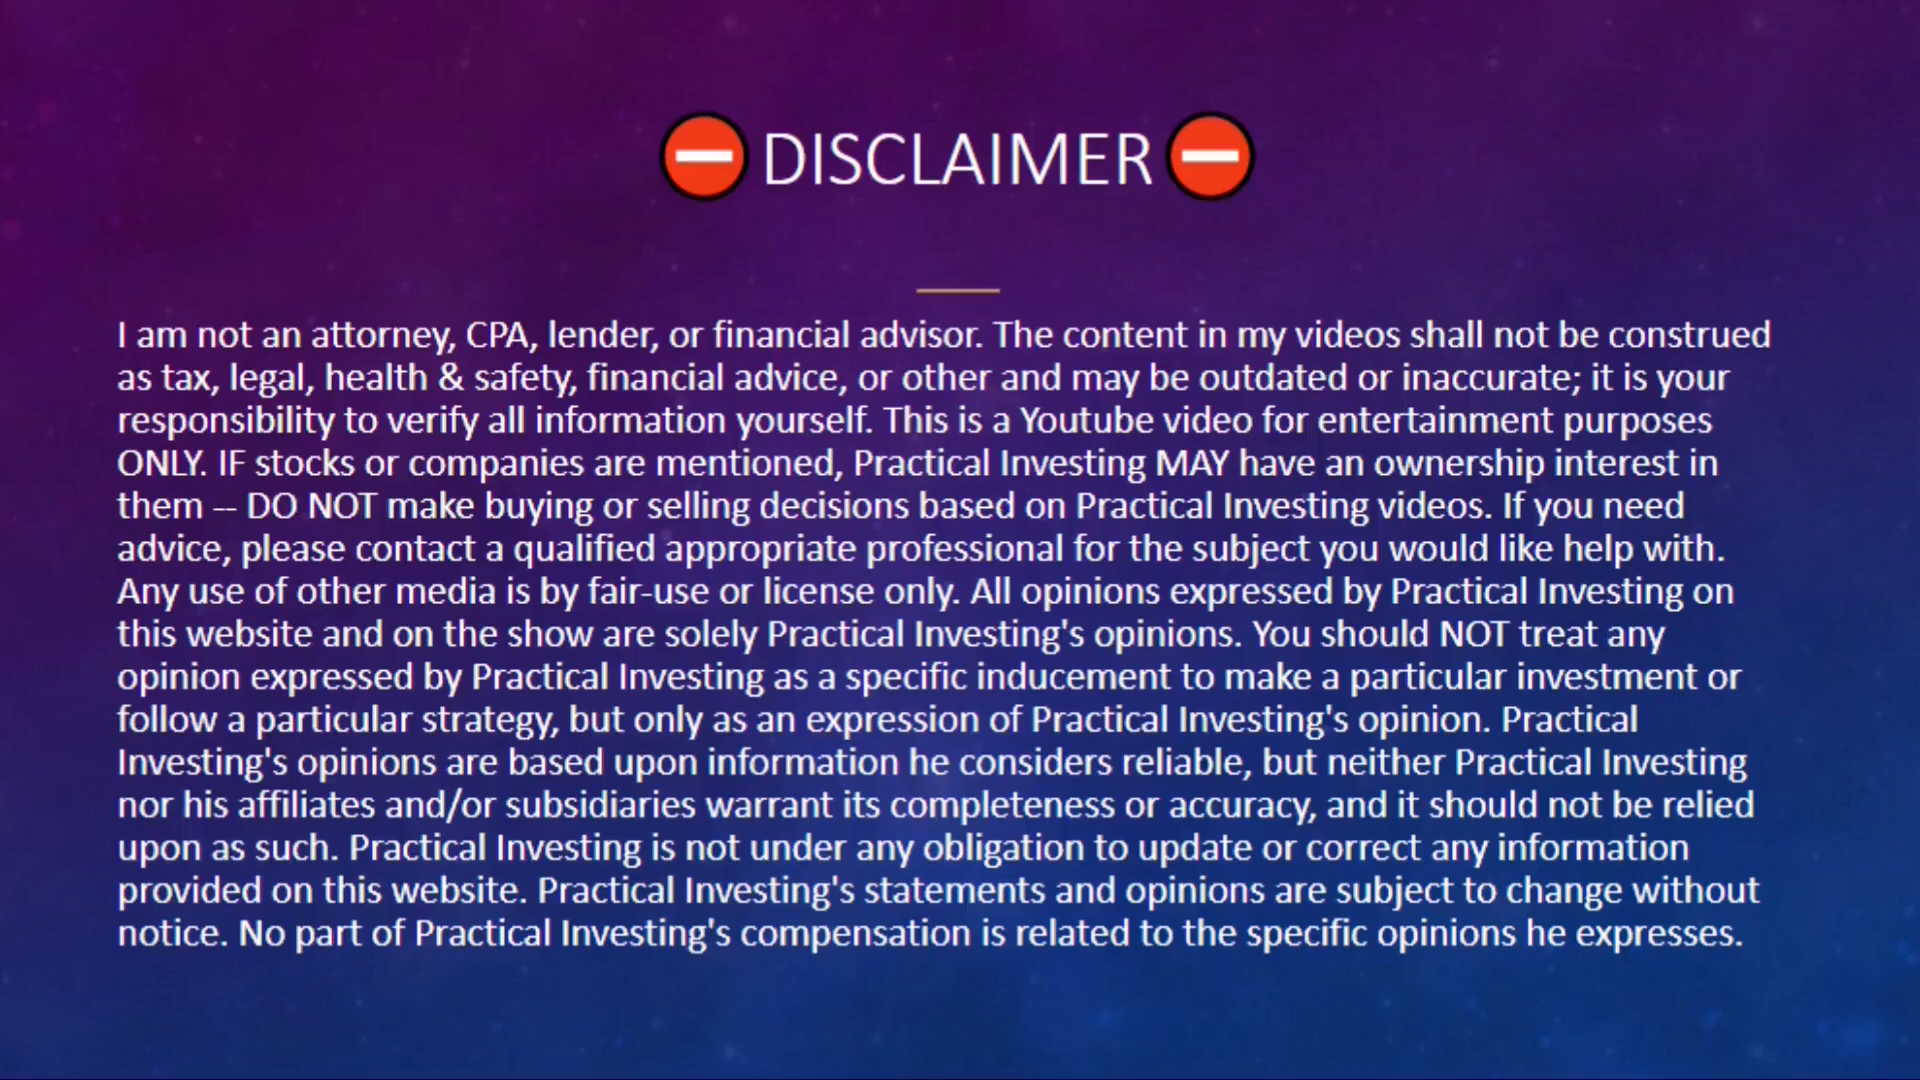 ⛔DISCLAIMER⛔
I am not an attorney, CPA, lender, or financial advisor. The content in my videos shall not be construed
as tax, legal, health & safety, financial advice, or other and may be outdated or inaccurate; it is your
responsibility to verify all information yourself. This is a Youtube video for entertainment purposes
ONLY. IF stocks or companies are mentioned, Practical Investing MAY have an ownership interest in
them -- DO NOT make buying or selling decisions based on Practical Investing videos. If you need
advice, please contact a qualified appropriate professional for the subject you would like help with.
Any use of other media is by fair-use or license only. All opinions expressed by Practical Investing on
this website and on the show are solely Practical Investing's opinions. You should NOT treat any
opinion expressed by Practical Investing as a specific inducement to make a particular investment or
follow a particular strategy, but only as an expression of Practical Investing's opinion. Practical
Investing's opinions are based upon information he considers reliable, but neither Practical Investing
nor his affiliates and/or subsidiaries warrant its completeness or accuracy, and it should not be relied
upon as such. Practical Investing is not under any obligation to update or correct any information
provided on this website. Practical Investing's statements and opinions are subject to change without
notice. No part of Practical Investing's compensation is related to the specific opinions he expresses.